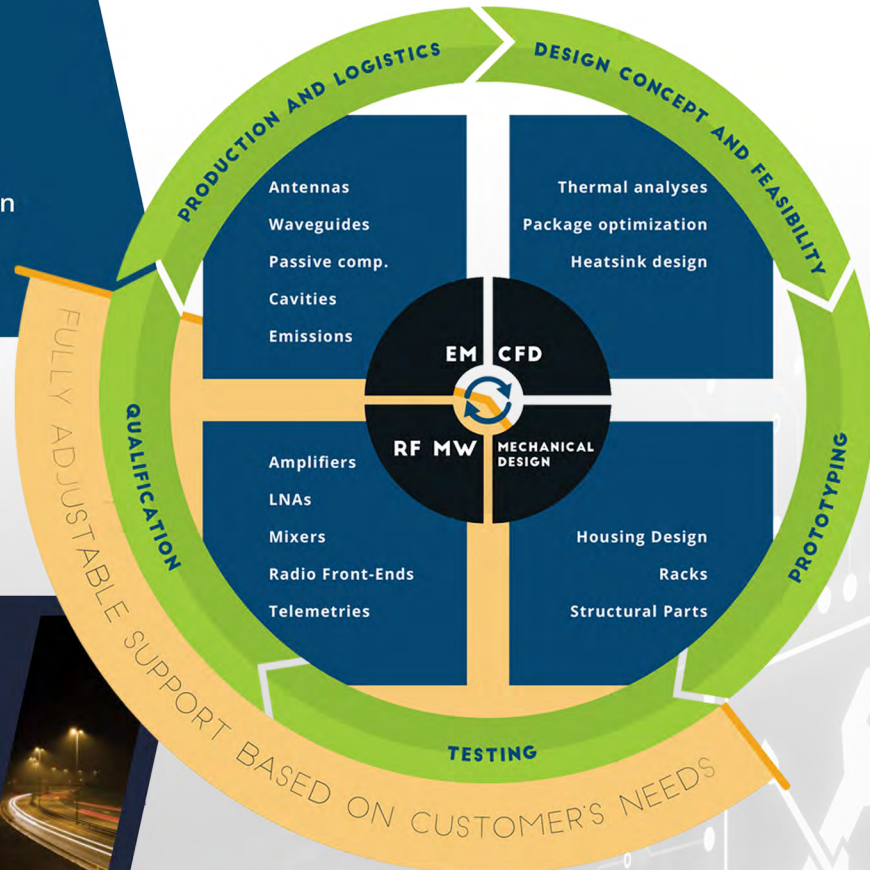 n
PRODUCTION AND LOGISTICS
DESIGN CONCEPT AND FEASIBILITY
PROTOTYPING
TESTING
QUALIFICATION
FULLY ADJUSTABLE SUPPORT BASED ON CUSTOMER'S NEEDS
Antennas
Waveguides
Passive comp.
Cavities
Emissions
Thermal analyses
Package optimization
Heatsink design
EM
CFD
RF MW
MECHANICAL
DESIGN
Amplifiers
LNAs
Mixers
Radio Front-Ends
Telemetries
Housing Design
Racks
Structural Parts